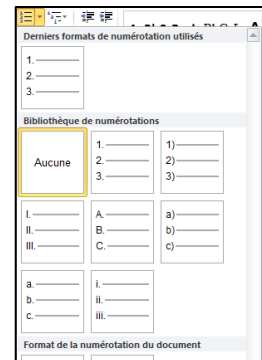 Derniers formats de numérotation utilisés
1.
2.
3.
Bibliothèque de numérotations
Aucune
1.
2.
3.
1)
2)
3)
I.
II.
III.
A.
B.
C.
a)
b)
c)
a.
b.
c.
i.
ii.
iii.
Format de la numérotation du document